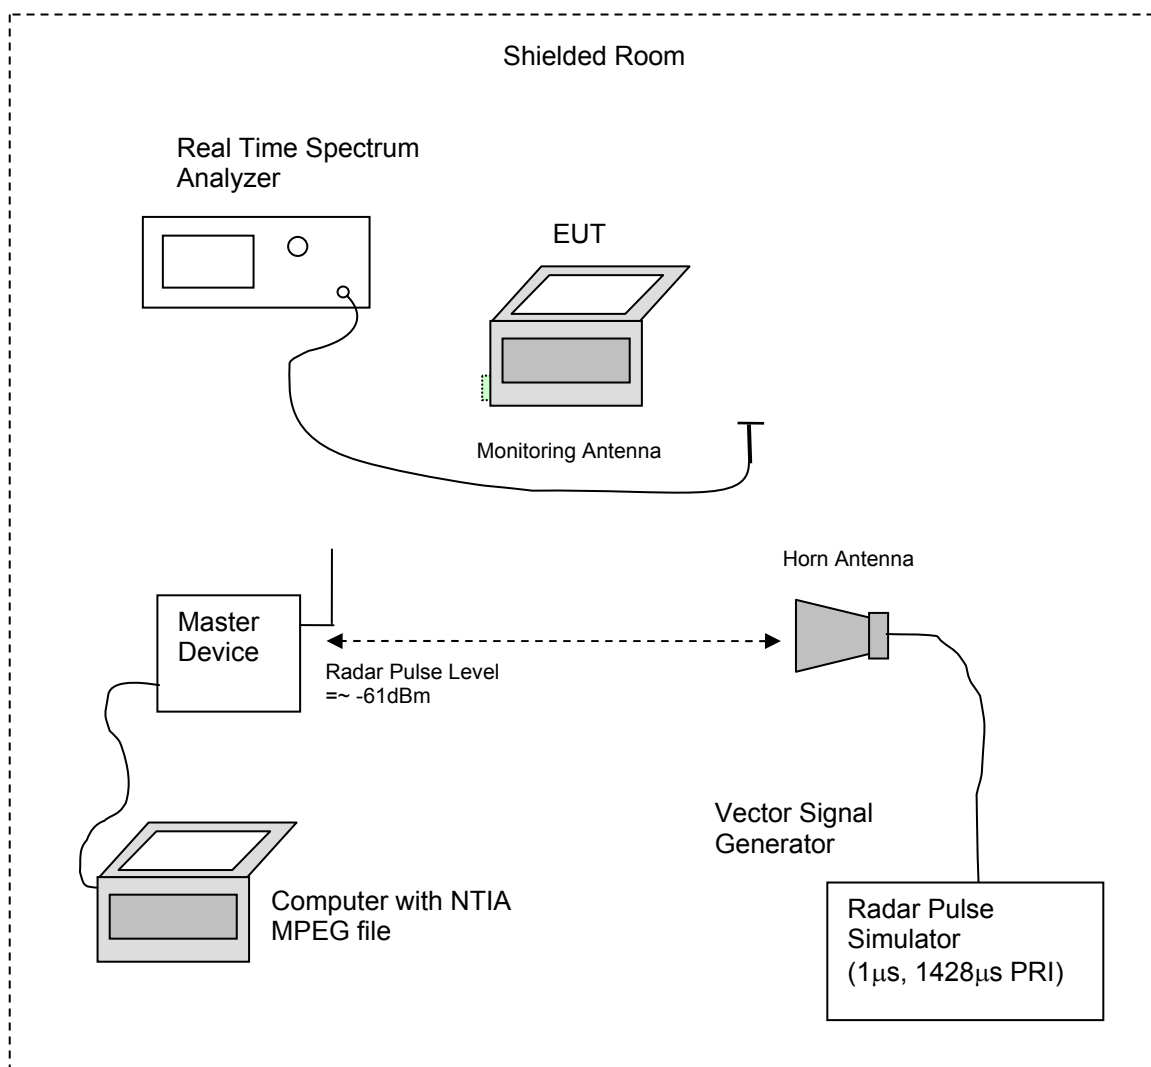 Shielded Room
Real Time Spectrum
Analyzer
EUT
Monitoring Antenna
Horn Antenna
Master
Device
Radar Pulse Level
=~ -61dBm
Vector Signal
Generator
Computer with NTIA
MPEG file
Radar Pulse
Simulator
(1μs, 1428μs PRI)